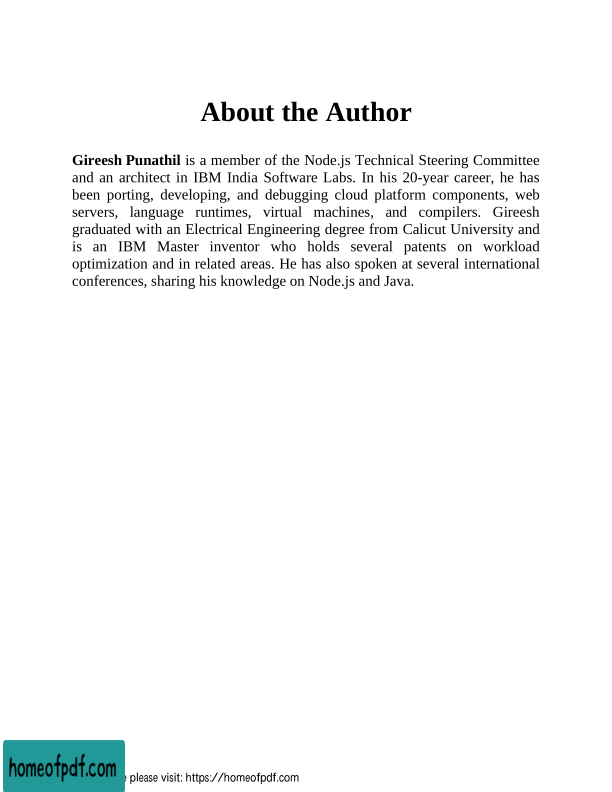 About the Author
Gireesh Punathil is a member of the Node.js Technical Steering Committee
and an architect in IBM India Software Labs. In his 20-year career, he has
been porting, developing, and debugging cloud platform components, web
servers, language runtimes, virtual machines, and compilers. Gireesh
graduated with an Electrical Engineering degree from Calicut University and
is an IBM Master inventor who holds several patents on workload
optimization and in related areas. He has also spoken at several international
conferences, sharing his knowledge on Node.js and Java.
homeofpdf.com
please visit: https://homeofpdf.com